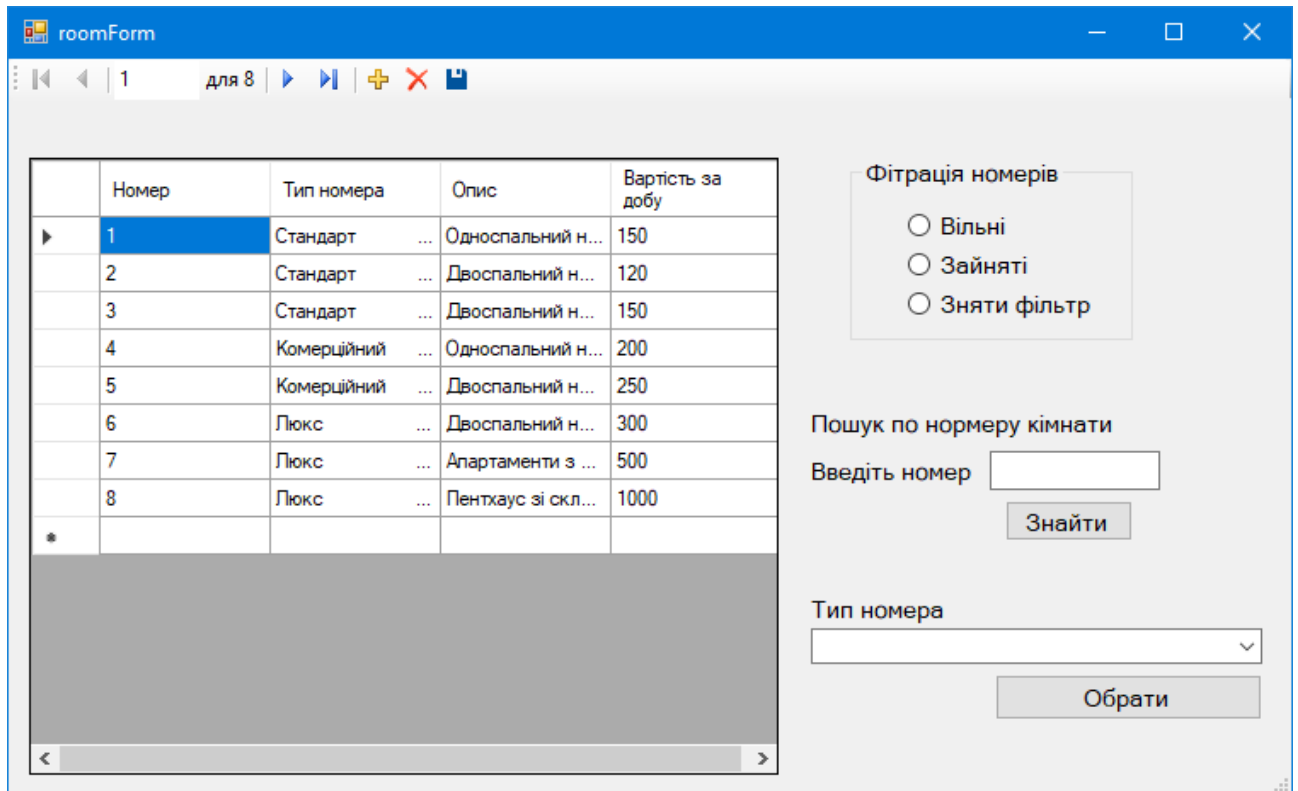 roomForm
1 для 8
Номер Тип номера Опис Вартість за добу
1 Стандарт ... Односпальний н... 150
2 Стандарт ... Двоспальний н... 120
3 Стандарт ... Двоспальний н... 150
4 Комерційний ... Односпальний н... 200
5 Комерційний ... Двоспальний н... 250
6 Люкс ... Двоспальний н... 300
7 Люкс ... Апартаменти з ... 500
8 Люкс ... Пентхаус зі скл... 1000
Фітрація номерів
Вільні
Зайняті
Зняти фільтр
Пошук по нормеру кімнати
Введіть номер
Знайти
Тип номера
Обрати